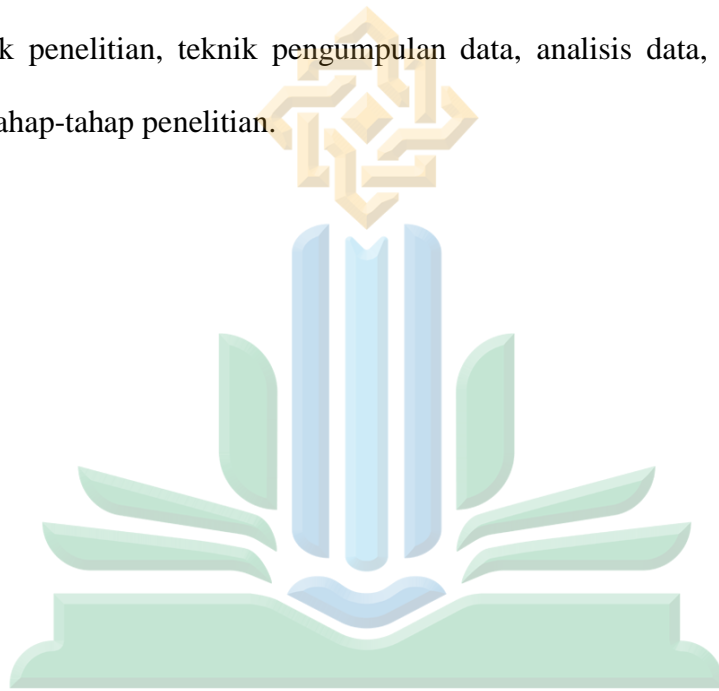 k penelitian, teknik pengumpulan data, analisis data,
ahap-tahap penelitian.